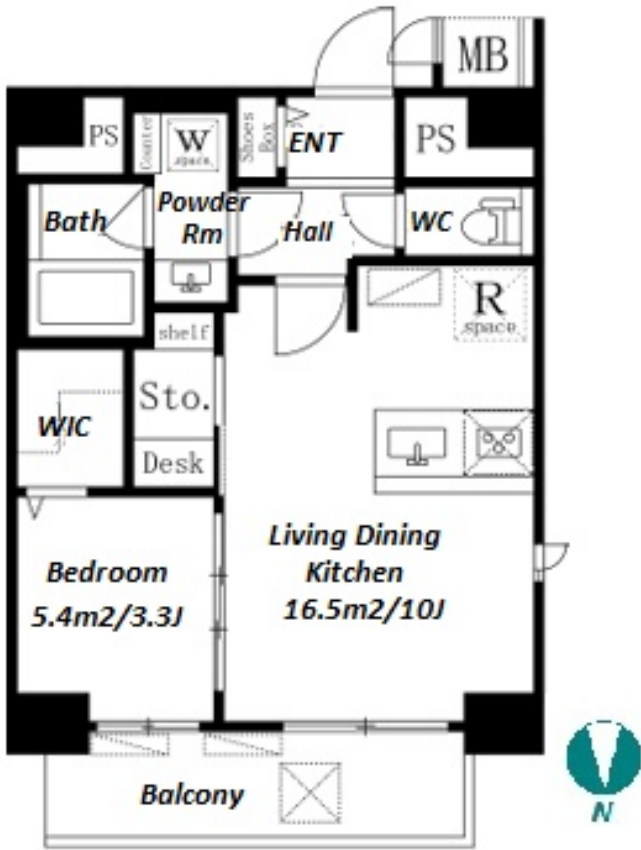 MB
PS
Counter
W
space
Shoes
Box
ENT
PS
Bath
Powder
Rm
Hall
WC
R
space
shelf
Sto.
WIC
Desk
Living Dining
Kitchen
16.5m2/10J
Bedroom
5.4m2/3.3J
Balcony
N